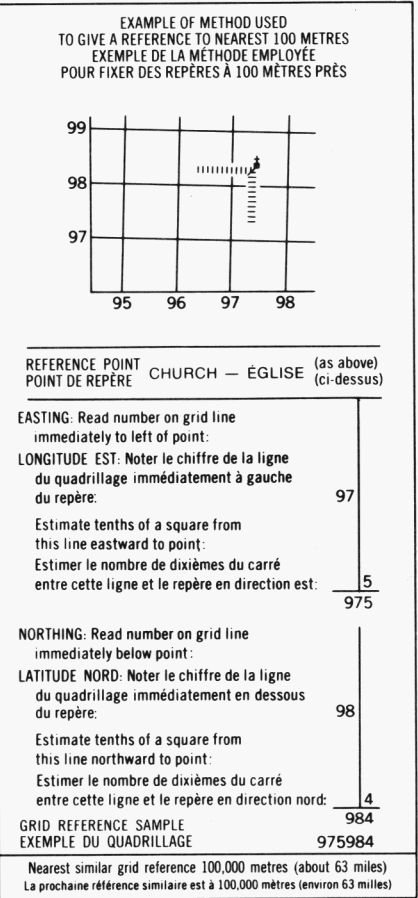 EXAMPLE OF METHOD USED
TO GIVE A REFERENCE TO NEAREST 100 METRES
EXEMPLE DE LA MÉTHODE EMPLOYÉE
POUR FIXER DES REPÈRES À 100 MÈTRES PRÈS
99
98
97
95 96 97 98
REFERENCE POINT
POINT DE REPÈRE
CHURCH — ÉGLISE
(as above)
(ci-dessus)
EASTING: Read number on grid line
immediately to left of point:
LONGITUDE EST: Noter le chiffre de la ligne
du quadrillage immédiatement à gauche
du repère: 97
Estimate tenths of a square from
this line eastward to point:
Estimer le nombre de dixièmes du carré
entre cette ligne et le repère en direction est: 5
975
NORTHING: Read number on grid line
immediately below point:
LATITUDE NORD: Noter le chiffre de la ligne
du quadrillage immédiatement en dessous
du repère: 98
Estimate tenths of a square from
this line northward to point:
Estimer le nombre de dixièmes du carré
entre cette ligne et le repère en direction nord: 4
984
GRID REFERENCE SAMPLE
EXEMPLE DU QUADRILLAGE 975984
Nearest similar grid reference 100,000 metres (about 63 miles)
La prochaine référence similaire est à 100,000 mètres (environ 63 milles)